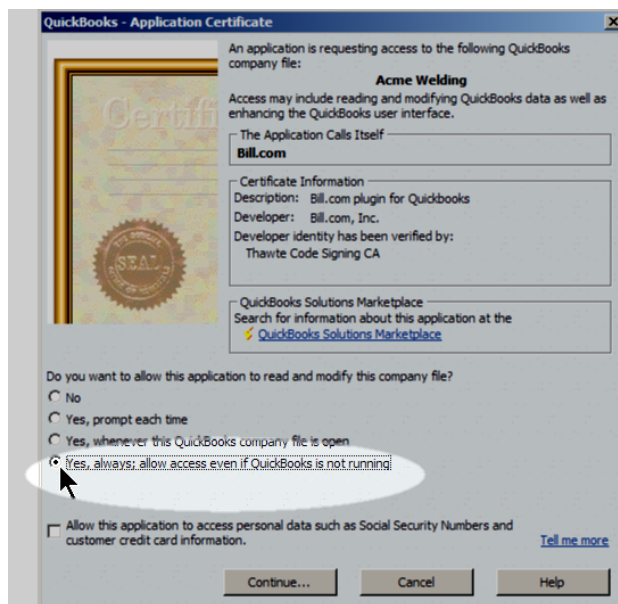 QuickBooks - Application Certificate
An application is requesting access to the following QuickBooks
company file:
Acme Welding
Access may include reading and modifying QuickBooks data as well as
enhancing the QuickBooks user interface.
The Application Calls Itself
Bill.com
Certificate Information
Description: Bill.com plugin for Quickbooks
Developer: Bill.com, Inc.
Developer identity has been verified by:
Thawte Code Signing CA
QuickBooks Solutions Marketplace
Search for information about this application at the
QuickBooks Solutions Marketplace
Certifi
SEAL
Do you want to allow this application to read and modify this company file?
No
Yes, prompt each time
Yes, whenever this QuickBooks company file is open
Yes, always; allow access even if QuickBooks is not running
Allow this application to access personal data such as Social Security Numbers and
customer credit card information.
Tell me more
Continue...
Cancel
Help